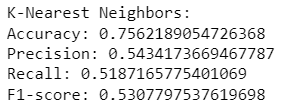 K-Nearest Neighbors:
Accuracy: 0.7562189054726368
Precision: 0.5434173669467787
Recall: 0.5187165775401069
F1-score: 0.5307797537619698